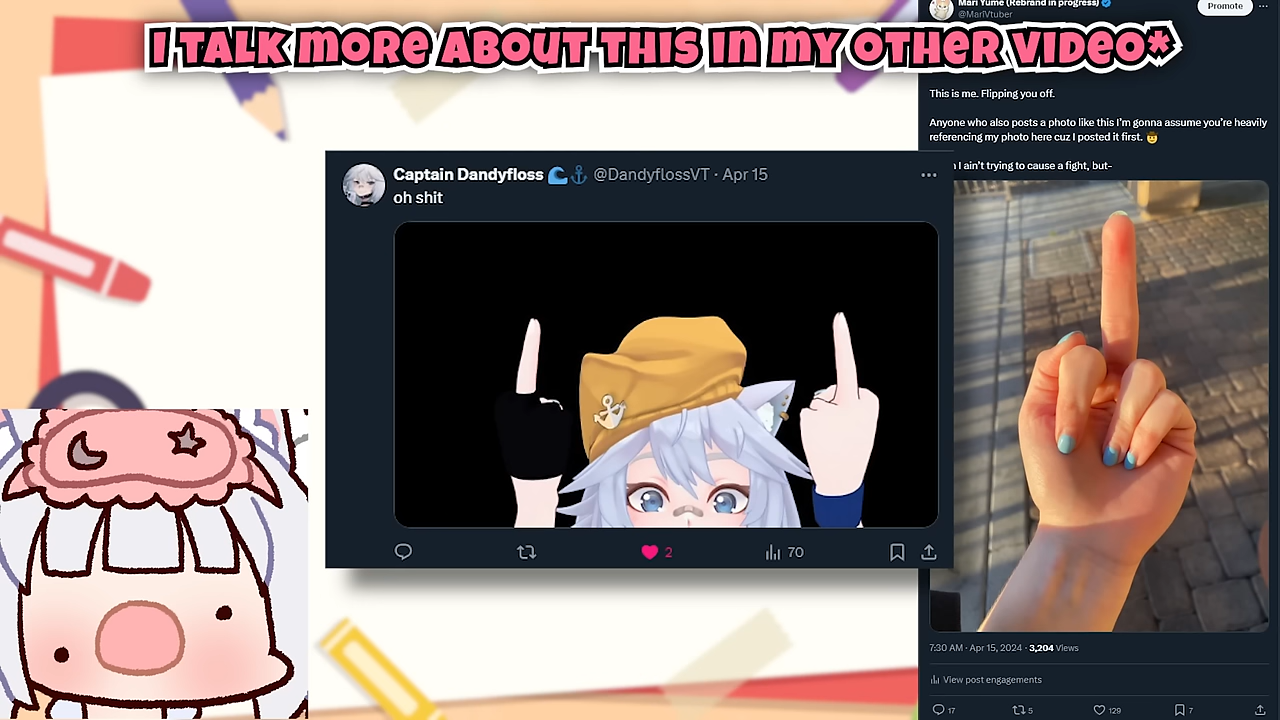 I TALK MORE ABOUT THIS IN MY OTHER VIDEO*
Captain Dandyfloss 🌊⚓ @DandyflossVT · Apr 15
oh shit
2
70
Mari Yume (Rebrand in progress)
@MariVtuber
Promote
This is me. Flipping you off.
Anyone who also posts a photo like this I'm gonna assume you're heavily
referencing my photo here cuz I posted it first. 🤠
I ain't trying to cause a fight, but-
7:30 AM · Apr 15, 2024 · 3,204 Views
View post engagements
17
5
129
7